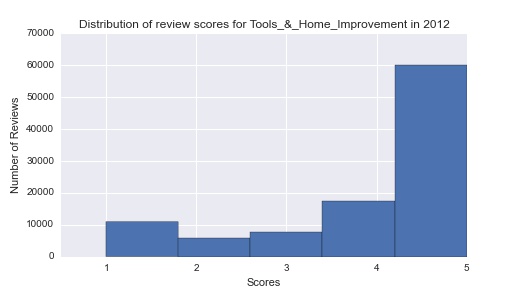 Distribution of review scores for Tools_&_Home_Improvement in 2012
70000
60000
50000
40000
30000
20000
10000
0
Number of Reviews
1 2 3 4 5
Scores